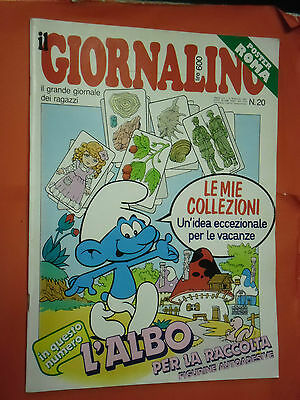 il
GIORNALINO
Lire 600
POSTER
ROMA
il grande giornale
dei ragazzi
N.20
LE MIE
COLLEZIONI
Un'idea eccezionale
per le vacanze
in questo
numero
L'ALBO
PER LA RACCOLTA
FIGURINE AUTOADESIVE